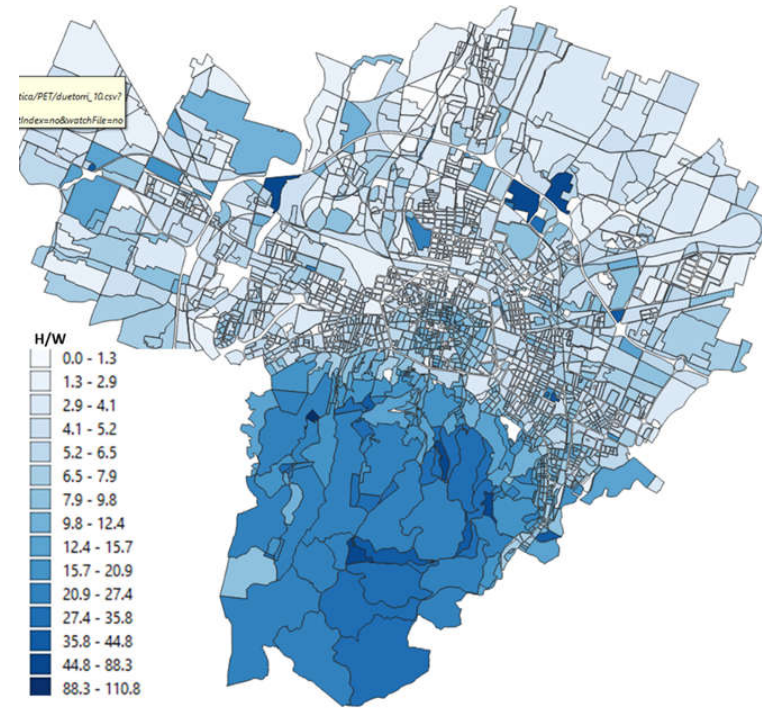 tica/PET/duetorri_10.csv?
tIndex=no&watchFile=no
H/W
0.0 - 1.3
1.3 - 2.9
2.9 - 4.1
4.1 - 5.2
5.2 - 6.5
6.5 - 7.9
7.9 - 9.8
9.8 - 12.4
12.4 - 15.7
15.7 - 20.9
20.9 - 27.4
27.4 - 35.8
35.8 - 44.8
44.8 - 88.3
88.3 - 110.8